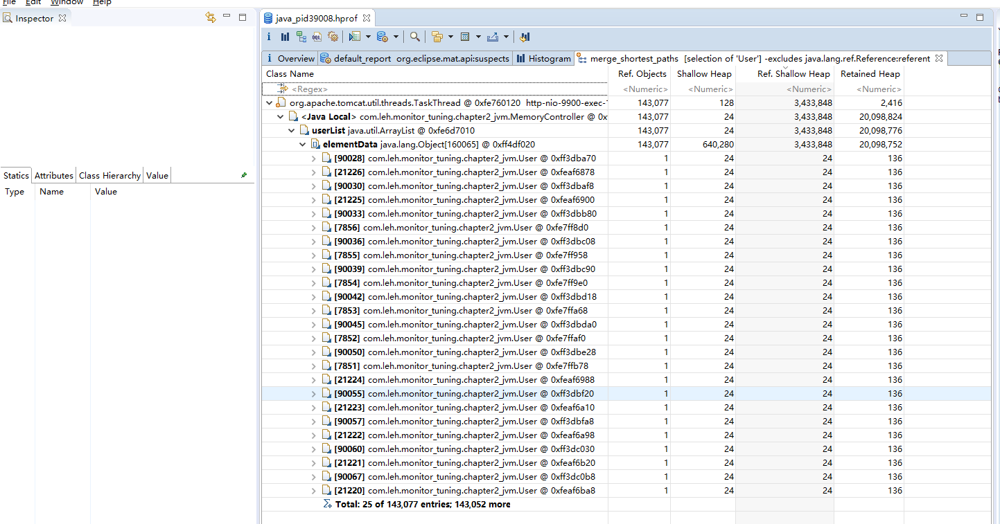 File Edit Window Help
Inspector
java_pid39008.hprof
Overview default_report org.eclipse.mat.api:suspects Histogram merge_shortest_paths [selection of 'User'] -excludes java.lang.ref.Reference:referent
Class Name Ref. Objects Shallow Heap Ref. Shallow Heap Retained Heap
<Regex> <Numeric> <Numeric> <Numeric> <Numeric>
org.apache.tomcat.util.threads.TaskThread @ 0xfe760120 http-nio-9900-exec- 143,077 128 3,433,848 2,416
<Java Local> com.leh.monitor_tuning.chapter2_jvm.MemoryController @ 0x 143,077 24 3,433,848 20,098,824
userList java.util.ArrayList @ 0xfe6d7010 143,077 24 3,433,848 20,098,776
elementData java.lang.Object[160065] @ 0xff4df020 143,077 640,280 3,433,848 20,098,752
[90028] com.leh.monitor_tuning.chapter2_jvm.User @ 0xff3dba70 1 24 24 136
[21226] com.leh.monitor_tuning.chapter2_jvm.User @ 0xfeaf6878 1 24 24 136
[90030] com.leh.monitor_tuning.chapter2_jvm.User @ 0xff3dbaf8 1 24 24 136
[21225] com.leh.monitor_tuning.chapter2_jvm.User @ 0xfeaf6900 1 24 24 136
[90033] com.leh.monitor_tuning.chapter2_jvm.User @ 0xff3dbb80 1 24 24 136
[7856] com.leh.monitor_tuning.chapter2_jvm.User @ 0xfe7ff8d0 1 24 24 136
[90036] com.leh.monitor_tuning.chapter2_jvm.User @ 0xff3dbc08 1 24 24 136
[7855] com.leh.monitor_tuning.chapter2_jvm.User @ 0xfe7ff958 1 24 24 136
[90039] com.leh.monitor_tuning.chapter2_jvm.User @ 0xff3dbc90 1 24 24 136
[7854] com.leh.monitor_tuning.chapter2_jvm.User @ 0xfe7ff9e0 1 24 24 136
[90042] com.leh.monitor_tuning.chapter2_jvm.User @ 0xff3dbd18 1 24 24 136
[7853] com.leh.monitor_tuning.chapter2_jvm.User @ 0xfe7ffa68 1 24 24 136
[90045] com.leh.monitor_tuning.chapter2_jvm.User @ 0xff3dbda0 1 24 24 136
[7852] com.leh.monitor_tuning.chapter2_jvm.User @ 0xfe7ffaf0 1 24 24 136
[90050] com.leh.monitor_tuning.chapter2_jvm.User @ 0xff3dbe28 1 24 24 136
[7851] com.leh.monitor_tuning.chapter2_jvm.User @ 0xfe7ffb78 1 24 24 136
[21224] com.leh.monitor_tuning.chapter2_jvm.User @ 0xfeaf6988 1 24 24 136
[90055] com.leh.monitor_tuning.chapter2_jvm.User @ 0xff3dbf20 1 24 24 136
[21223] com.leh.monitor_tuning.chapter2_jvm.User @ 0xfeaf6a10 1 24 24 136
[90057] com.leh.monitor_tuning.chapter2_jvm.User @ 0xff3dbfa8 1 24 24 136
[21222] com.leh.monitor_tuning.chapter2_jvm.User @ 0xfeaf6a98 1 24 24 136
[90060] com.leh.monitor_tuning.chapter2_jvm.User @ 0xff3dc030 1 24 24 136
[21221] com.leh.monitor_tuning.chapter2_jvm.User @ 0xfeaf6b20 1 24 24 136
[90067] com.leh.monitor_tuning.chapter2_jvm.User @ 0xff3dc0b8 1 24 24 136
[21220] com.leh.monitor_tuning.chapter2_jvm.User @ 0xfeaf6ba8 1 24 24 136
Total: 25 of 143,077 entries; 143,052 more
Statics Attributes Class Hierarchy Value
Type Name Value